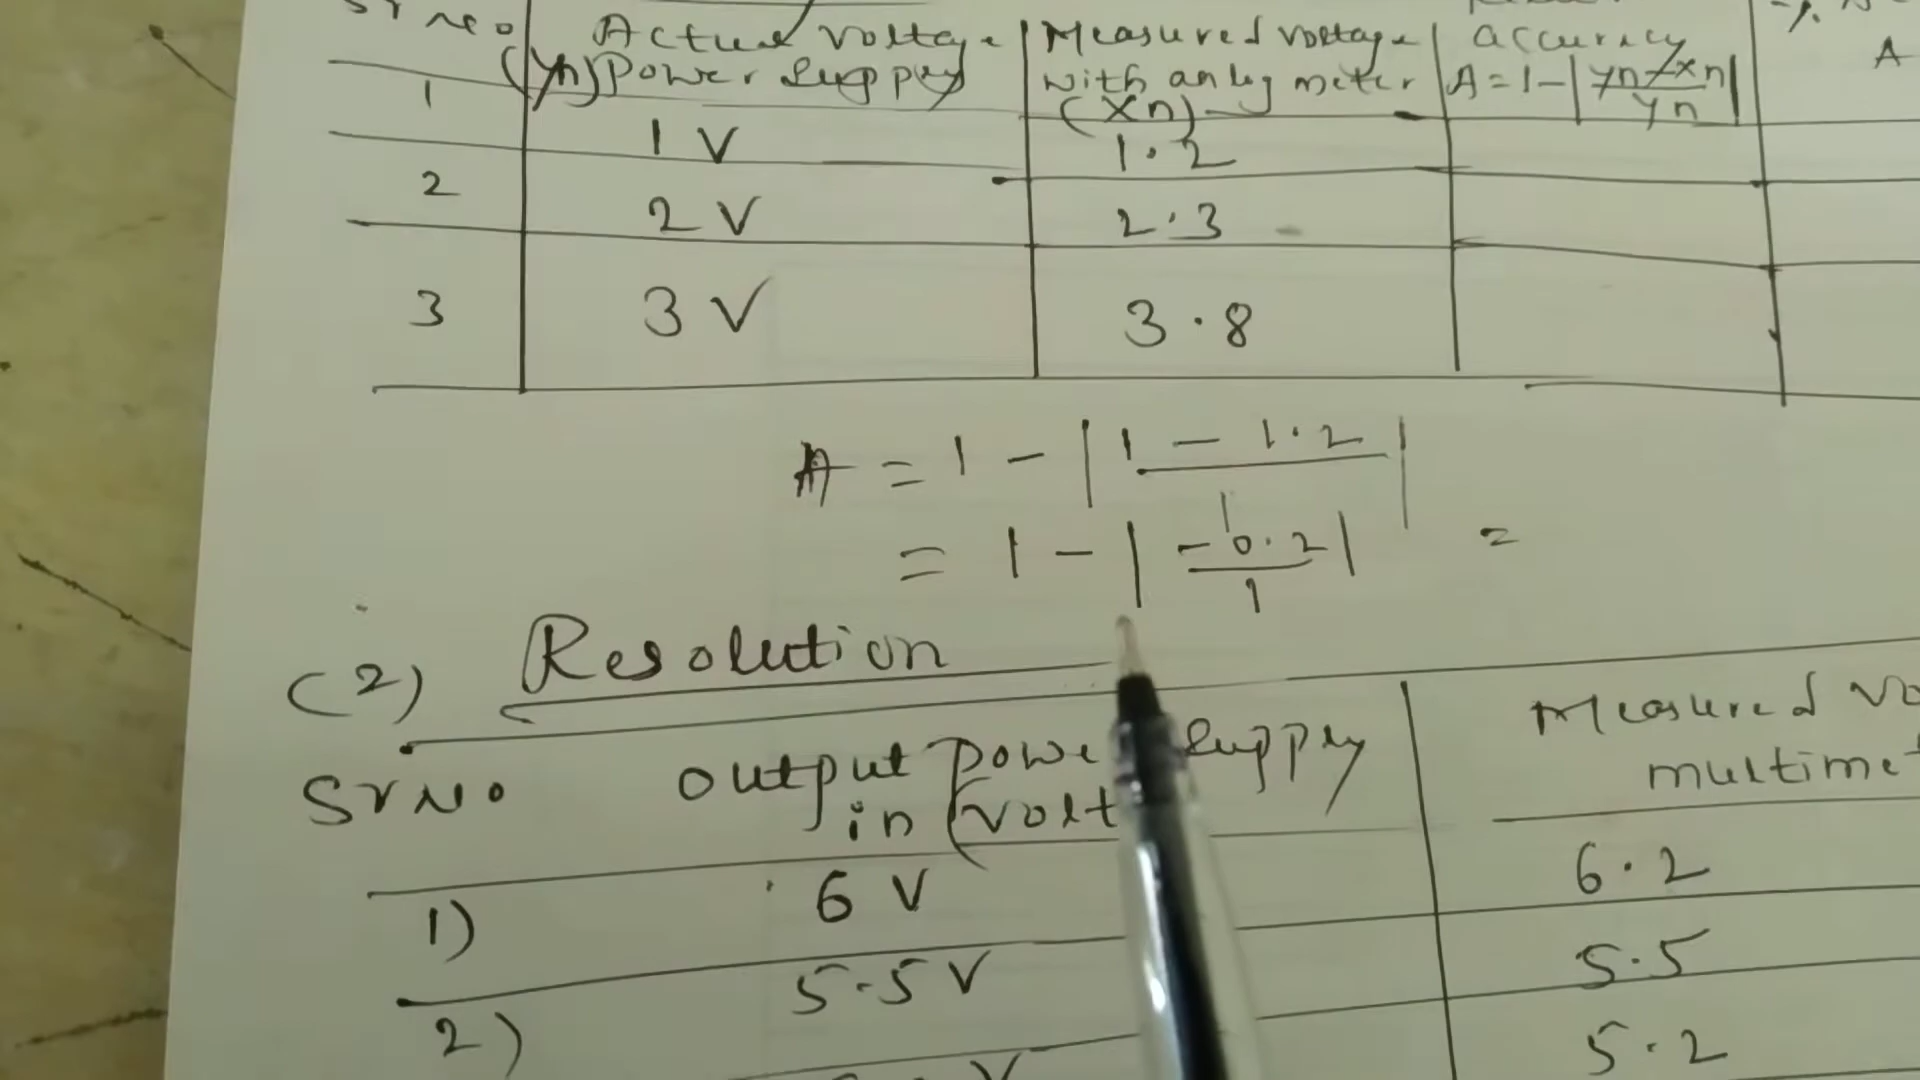 Sr No
Actual Voltage
(Yn) Power Supply
Measured Voltage
with analog meter
(Xn)
accuracy
A = 1 - | Yn - Xn / Yn |
%
A
1
1 V
1.2
2
2 V
2.3
3
3 V
3.8
A = 1 - | 1 - 1.2 / 1 |
= 1 - | -0.2 / 1 | =
(2) Resolution
Sr No
output power supply
in (volt
Measured Vo
multimet
1)
6 V
6.2
2)
5.5 V
5.5
5.2
V